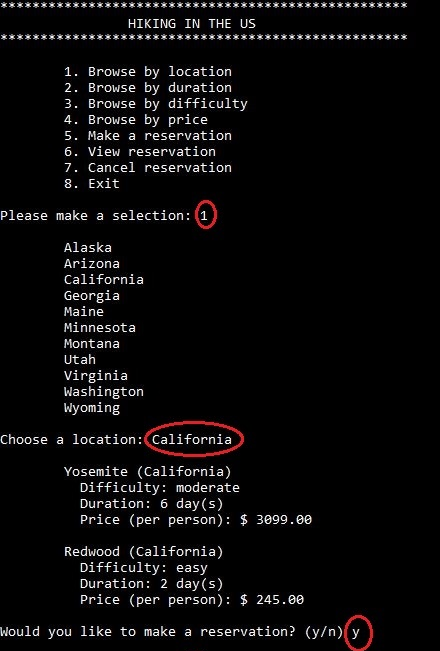 ***************************************************
HIKING IN THE US
***************************************************
1. Browse by location
2. Browse by duration
3. Browse by difficulty
4. Browse by price
5. Make a reservation
6. View reservation
7. Cancel reservation
8. Exit
Please make a selection: 1
Alaska
Arizona
California
Georgia
Maine
Minnesota
Montana
Utah
Virginia
Washington
Wyoming
Choose a location: California
Yosemite (California)
Difficulty: moderate
Duration: 6 day(s)
Price (per person): $ 3099.00
Redwood (California)
Difficulty: easy
Duration: 2 day(s)
Price (per person): $ 245.00
Would you like to make a reservation? (y/n) y